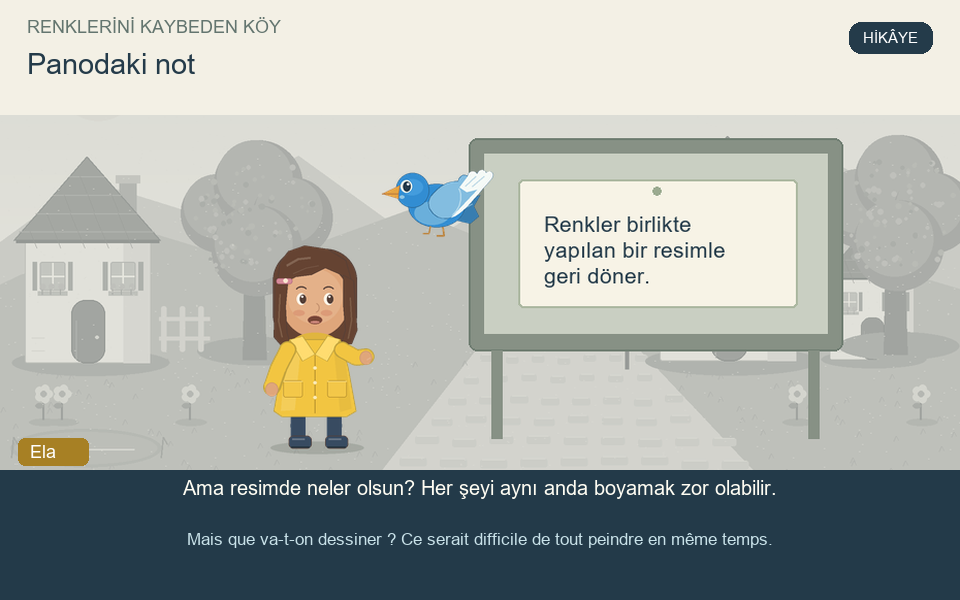 RENKLERİNİ KAYBEDEN KÖY
Panodaki not
HİKÂYE
Renkler birlikte
yapılan bir resimle
geri döner.
Ela
Ama resimde neler olsun? Her şeyi aynı anda boyamak zor olabilir.
Mais que va-t-on dessiner ? Ce serait difficile de tout peindre en même temps.